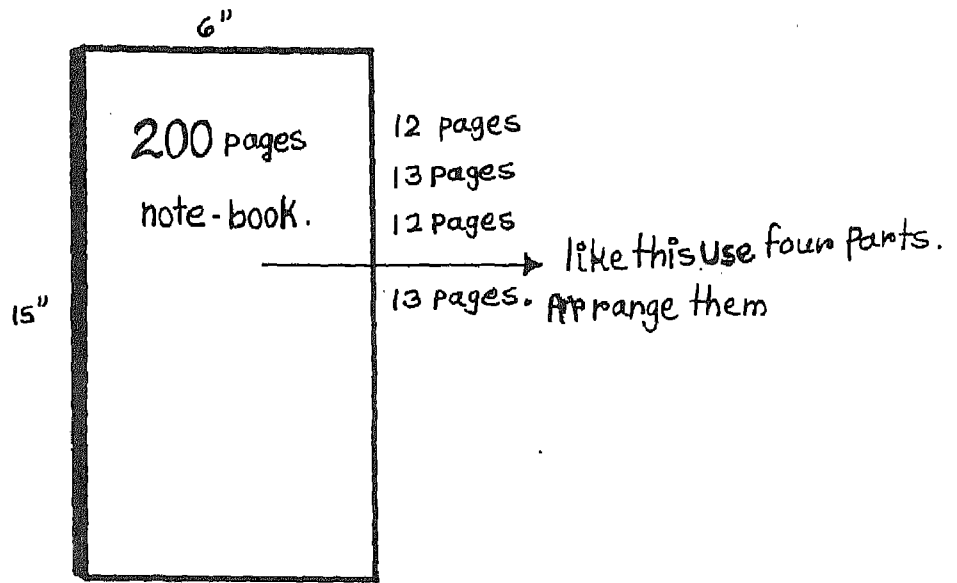 6"
200 pages
note-book.
12 pages
13 pages
12 pages
13 pages.
like this Use four parts.
Arrange them
15"